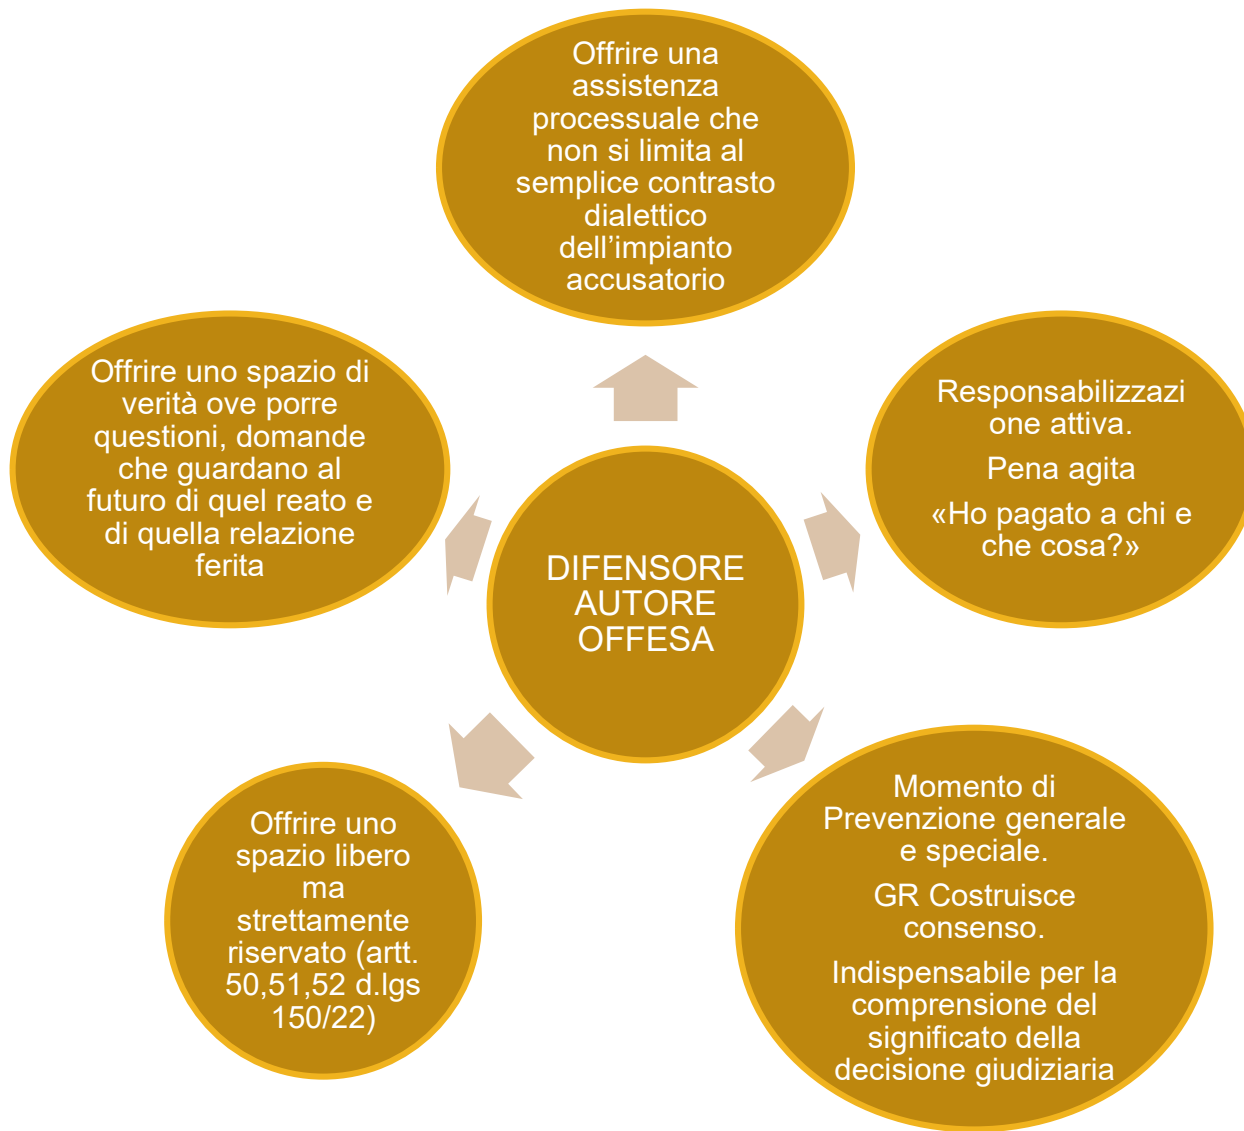 Offrire una
assistenza
processuale che
non si limita al
semplice contrasto
dialettico
dell’impianto
accusatorio
Responsabilizzazi
one attiva.
Pena agita
«Ho pagato a chi e
che cosa?»
Momento di
Prevenzione generale
e speciale.
GR Costruisce
consenso.
Indispensabile per la
comprensione del
significato della
decisione giudiziaria
Offrire uno
spazio libero
ma
strettamente
riservato (artt.
50,51,52 d.lgs
150/22)
Offrire uno spazio di
verità ove porre
questioni, domande
che guardano al
futuro di quel reato e
di quella relazione
ferita
DIFENSORE
AUTORE
OFFESA